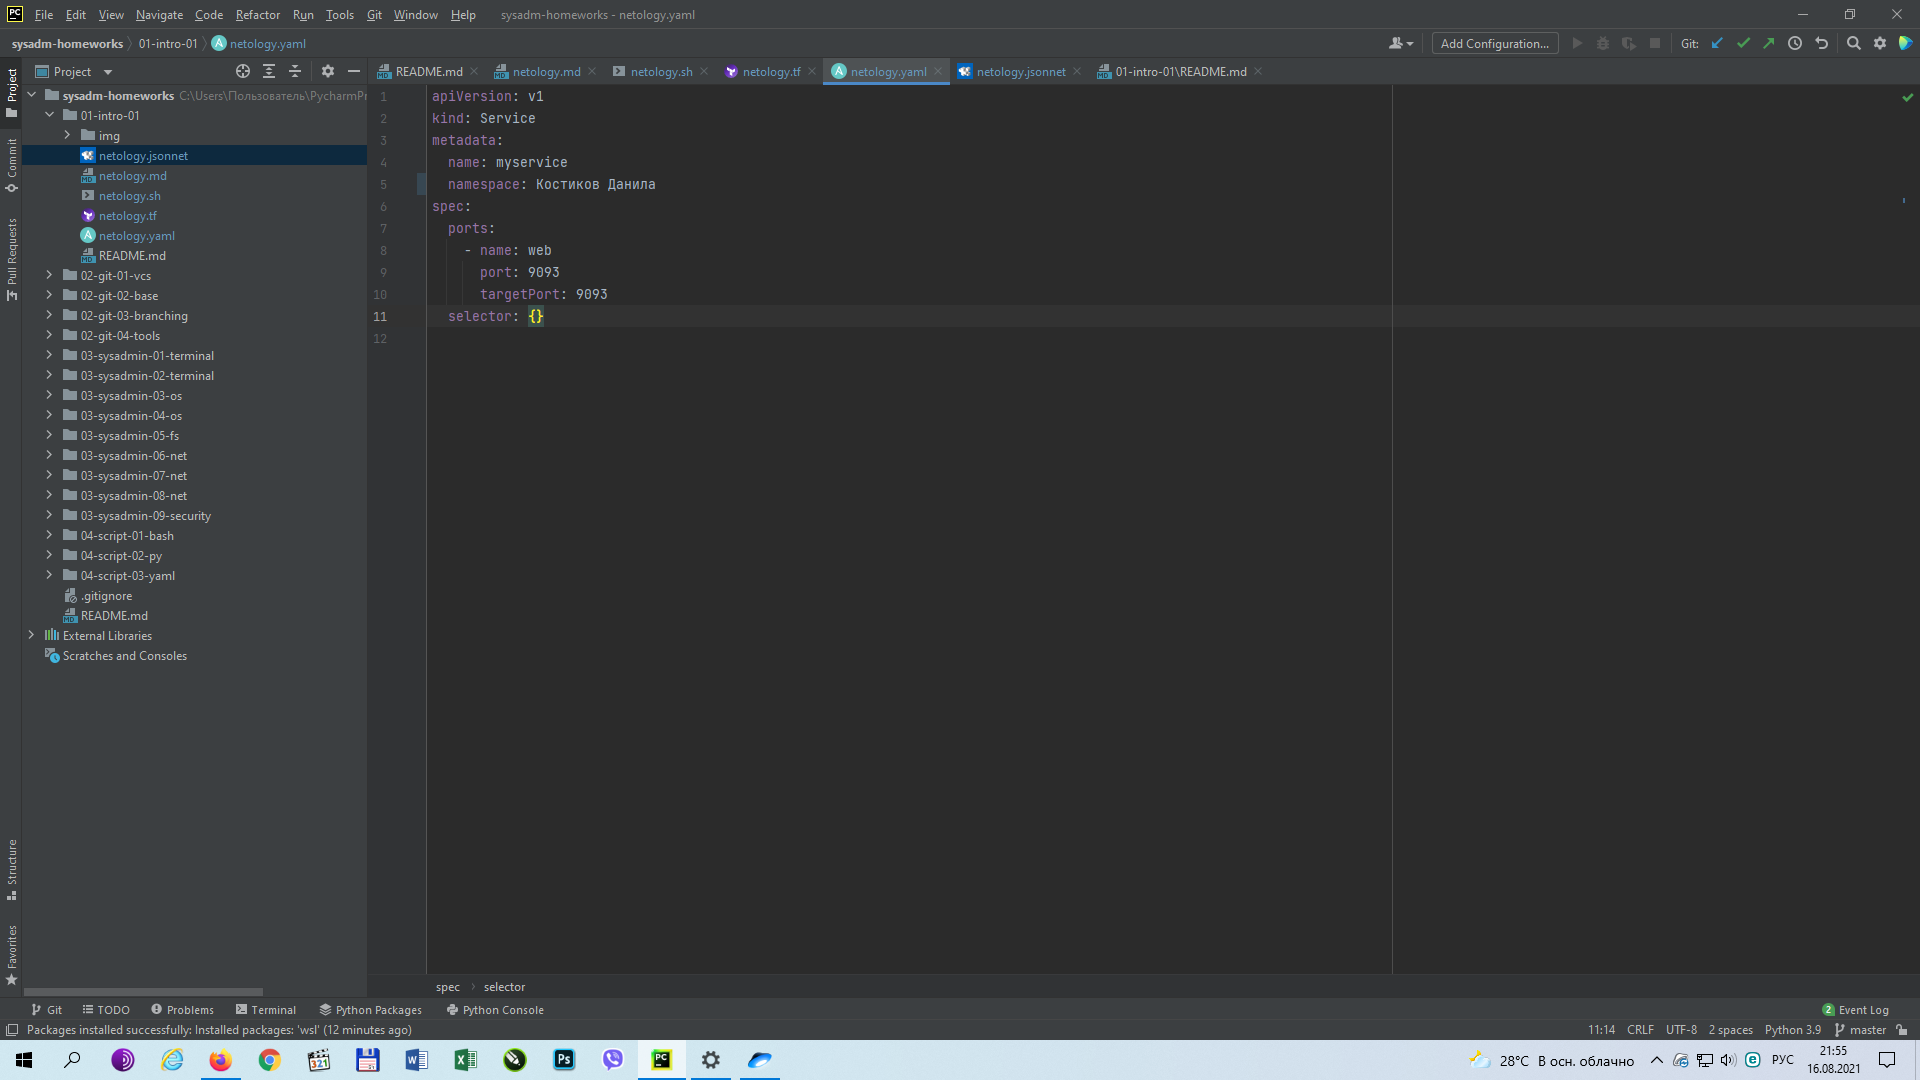 PC File Edit View Navigate Code Refactor Run Tools Git Window Help sysadm-homeworks - netology.yaml
sysadm-homeworks 01-intro-01 netology.yaml Add Configuration... Git:
Project README.md netology.md netology.sh netology.tf netology.yaml netology.jsonnet 01-intro-01\README.md
Project
Commit
Pull Requests
Structure
Favorites
sysadm-homeworks C:\Users\Пользователь\PycharmPr
01-intro-01
img
netology.jsonnet
netology.md
netology.sh
netology.tf
netology.yaml
README.md
02-git-01-vcs
02-git-02-base
02-git-03-branching
02-git-04-tools
03-sysadmin-01-terminal
03-sysadmin-02-terminal
03-sysadmin-03-os
03-sysadmin-04-os
03-sysadmin-05-fs
03-sysadmin-06-net
03-sysadmin-07-net
03-sysadmin-08-net
03-sysadmin-09-security
04-script-01-bash
04-script-02-py
04-script-03-yaml
.gitignore
README.md
External Libraries
Scratches and Consoles
1 apiVersion: v1
2 kind: Service
3 metadata:
4 name: myservice
5 namespace: Костиков Данила
6 spec:
7 ports:
8 - name: web
9 port: 9093
10 targetPort: 9093
11 selector: {}
12
spec selector
Git TODO Problems Terminal Python Packages Python Console 2 Event Log
Packages installed successfully: Installed packages: 'wsl' (12 minutes ago) 11:14 CRLF UTF-8 2 spaces Python 3.9 master
321 Ps PC 28°C В осн. облачно РУС 21:55
16.08.2021